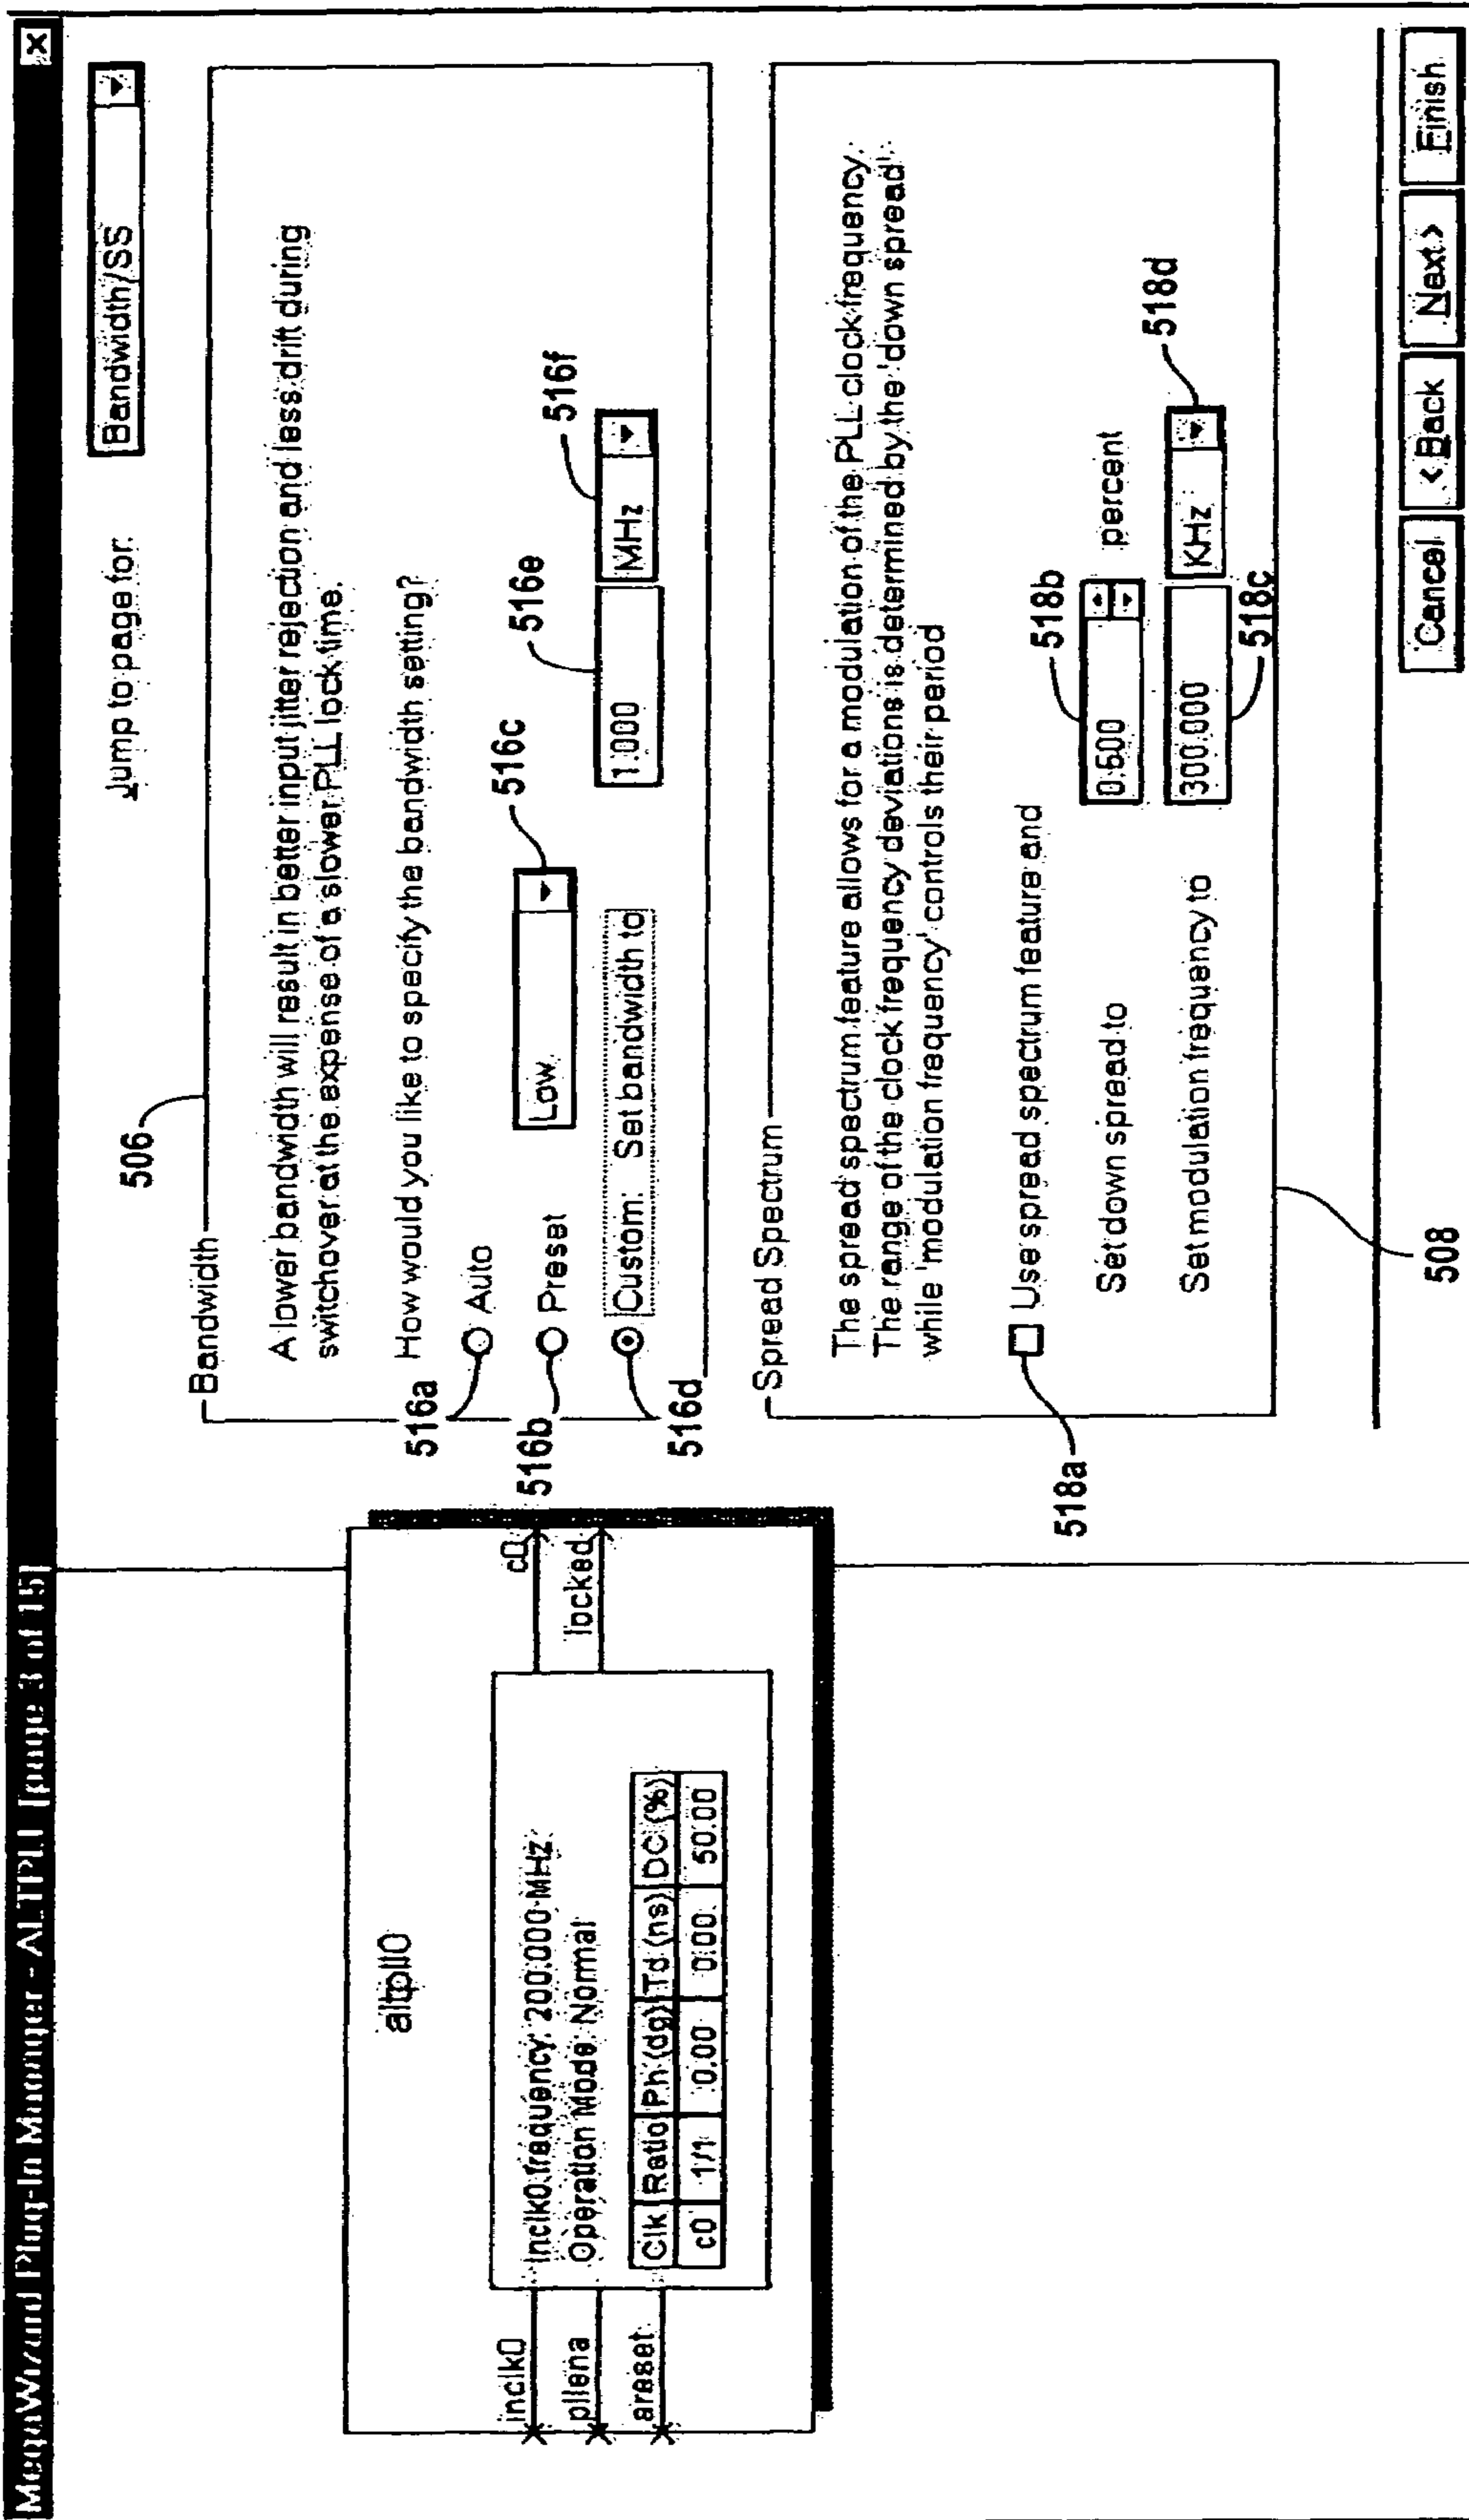 MegaWizard Plug-In Manager - ALTPLL [page 3 of 15]
X
Jump to page for:
Bandwidth/SS
altpll0
inclk0
pllena
areset
inclk0 frequency: 200.000 MHz
Operation Mode: Normal
Clk Ratio Ph (dg) Td (ns) DC (%)
c0 1/1 0.00 0.00 50.00
c0
locked
506
Bandwidth
A lower bandwidth will result in better input jitter rejection and less drift during
switchover at the expense of a slower PLL lock time.
How would you like to specify the bandwidth setting?
516a
Auto
516b
Preset
Low
516c
516d
Custom: Set bandwidth to
1.000
516e
MHz
516f
Spread Spectrum
The spread spectrum feature allows for a modulation of the PLL clock frequency.
The range of the clock frequency deviations is determined by the 'down spread'
while 'modulation frequency' controls their period
518a
Use spread spectrum feature and
Set down spread to
0.500
518b
percent
Set modulation frequency to
300.000
518c
KHz
518d
508
Cancel
< Back
Next >
Finish